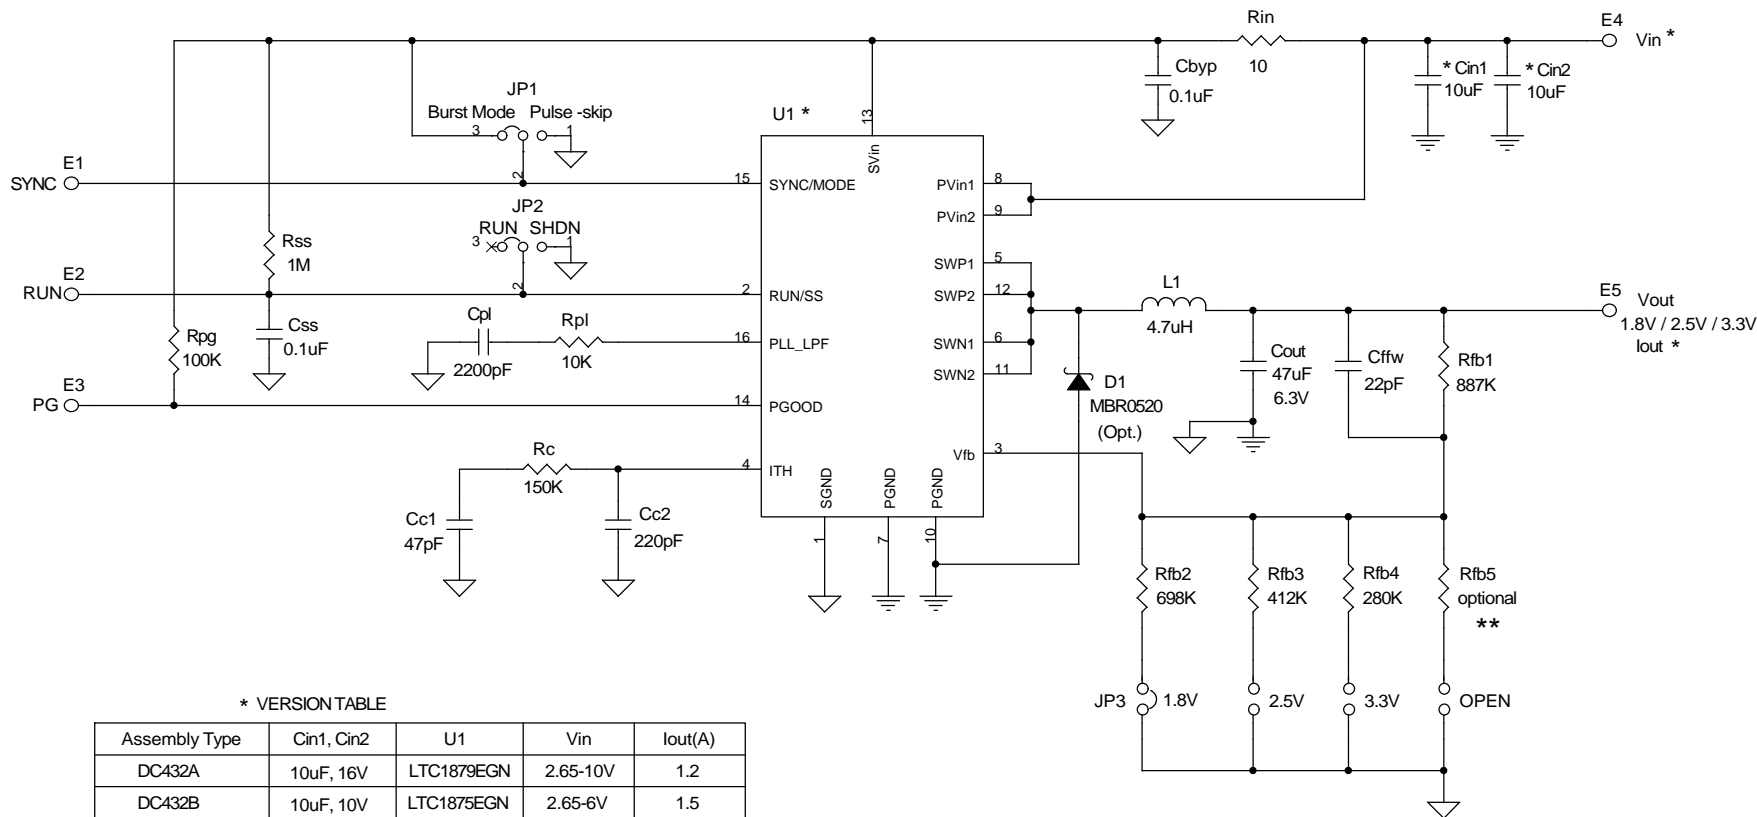 Rin
E4
Vin *
10
Cbyp
0.1uF
* Cin1
10uF
* Cin2
10uF
JP1
Burst Mode Pulse -skip
3
1
2
U1 *
13
SVin
E1
SYNC
15
SYNC/MODE
PVin1
8
PVin2
9
JP2
RUN SHDN
3
1
2
Rss
1M
SWP1
5
E2
RUN
2
RUN/SS
SWP2
12
L1
4.7uH
E5
Vout
1.8V / 2.5V / 3.3V
Iout *
Rpg
100K
Css
0.1uF
Cpl
2200pF
Rpl
10K
16
PLL_LPF
SWN1
6
SWN2
11
D1
MBR0520
(Opt.)
Cout
47uF
6.3V
Cffw
22pF
Rfb1
887K
E3
PG
14
PGOOD
Vfb
3
Rc
150K
4
ITH
SGND
PGND
PGND
1
7
10
Cc1
47pF
Cc2
220pF
Rfb2
698K
Rfb3
412K
Rfb4
280K
Rfb5
optional
**
JP3
1.8V
2.5V
3.3V
OPEN
* VERSION TABLE
Assembly Type Cin1, Cin2 U1 Vin Iout(A)
DC432A 10uF, 16V LTC1879EGN 2.65-10V 1.2
DC432B 10uF, 10V LTC1875EGN 2.65-6V 1.5